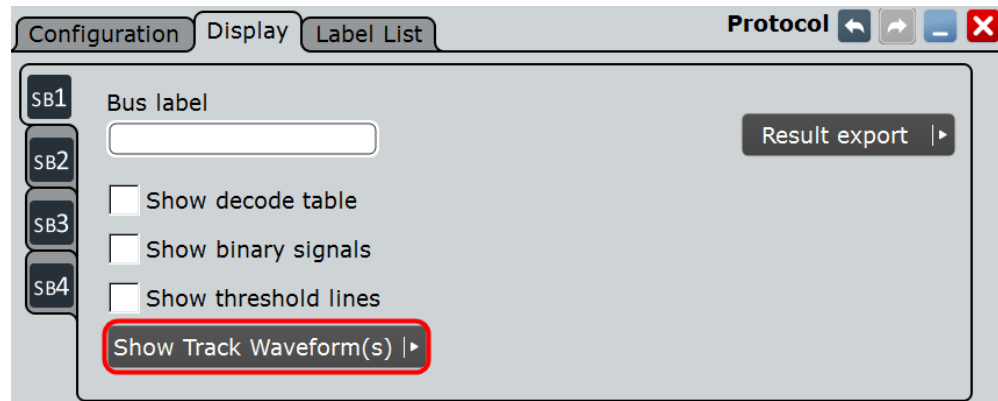 Configuration Display Label List Protocol
SB1
Bus label
Result export
SB2
Show decode table
SB3
Show binary signals
SB4
Show threshold lines
Show Track Waveform(s)